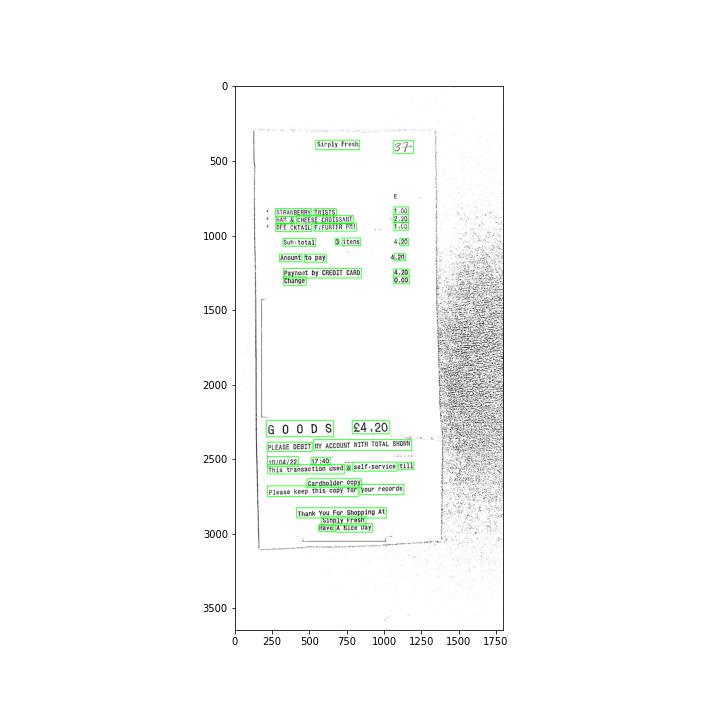 0
500
1000
1500
2000
2500
3000
3500
0 250 500 750 1000 1250 1500 1750
Simply Fresh 37-
£
* STRAWBERRY TWISTS 1.00
* HAM & CHEESE CROISSANT 2.20
* DFE CKTAIL F/FURTER PM1 1.00
Sub-total 3 items 4.20
Amount to pay 4.20
Payment by CREDIT CARD 4.20
Change 0.00
GOODS £4.20
PLEASE DEBIT MY ACCOUNT WITH TOTAL SHOWN
10/04/22 17:40
This transaction used a self-service till
Cardholder copy
Please keep this copy for your records
Thank You For Shopping At
Simply Fresh
Have A Nice Day